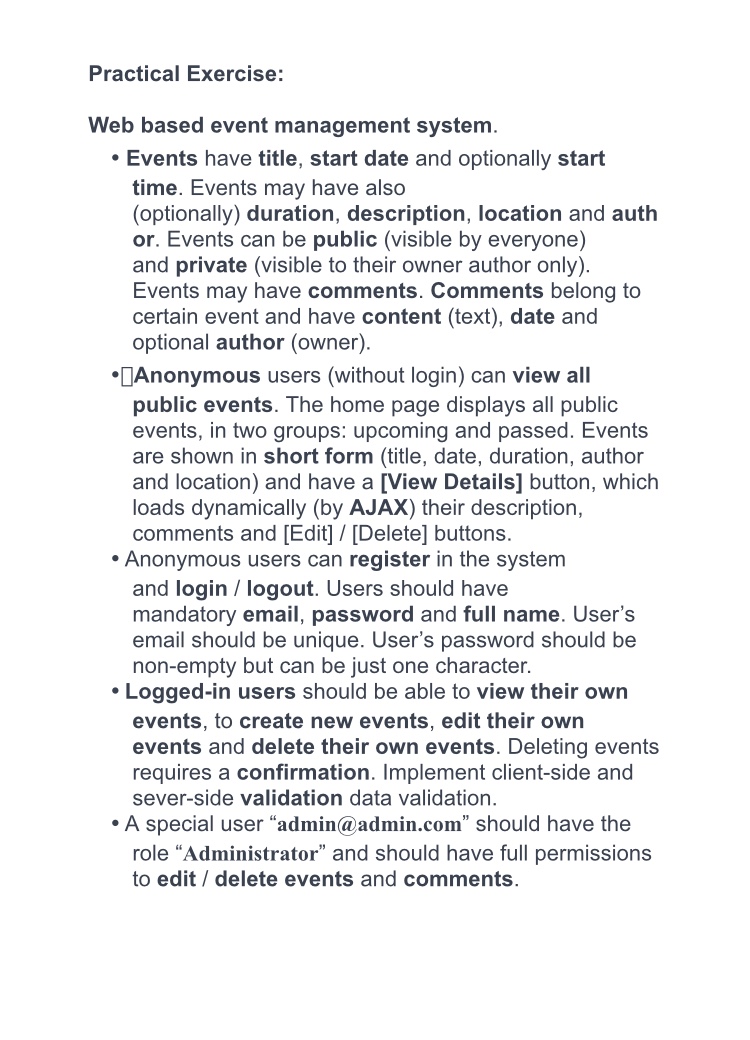 Practical Exercise:
Web based event management system.
• Events have title, start date and optionally start
time. Events may have also
(optionally) duration, description, location and auth
or. Events can be public (visible by everyone)
and private (visible to their owner author only).
Events may have comments. Comments belong to
certain event and have content (text), date and
optional author (owner).
•Anonymous users (without login) can view all
public events. The home page displays all public
events, in two groups: upcoming and passed. Events
are shown in short form (title, date, duration, author
and location) and have a [View Details] button, which
loads dynamically (by AJAX) their description,
comments and [Edit] / [Delete] buttons.
• Anonymous users can register in the system
and login / logout. Users should have
mandatory email, password and full name. User’s
email should be unique. User’s password should be
non-empty but can be just one character.
• Logged-in users should be able to view their own
events, to create new events, edit their own
events and delete their own events. Deleting events
requires a confirmation. Implement client-side and
sever-side validation data validation.
• A special user “admin@admin.com” should have the
role “Administrator” and should have full permissions
to edit / delete events and comments.